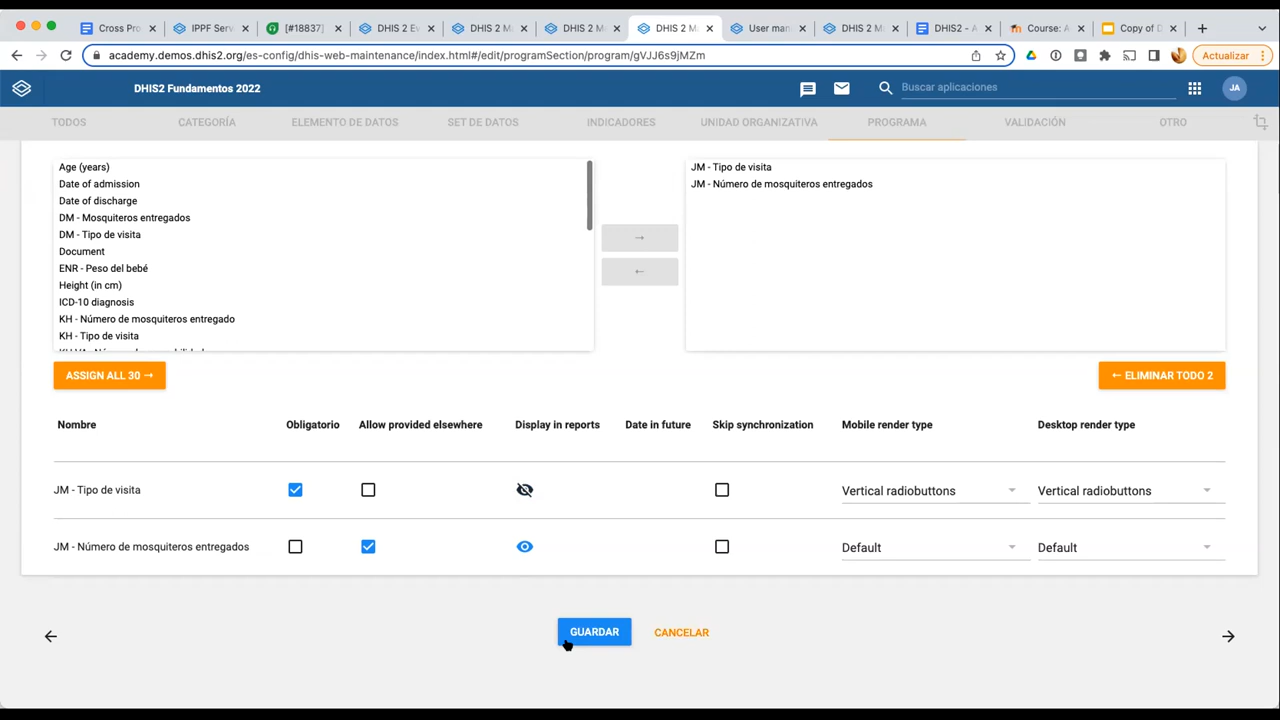 Cross Pro
IPPF Serv
[#18837]
DHIS 2 Ev
DHIS 2 Ma
DHIS 2 Ma
DHIS 2 Ma
User man
DHIS 2 Ma
DHIS2 - A
Course: A
Copy of D
academy.demos.dhis2.org/es-config/dhis-web-maintenance/index.html#/edit/programSection/program/gVJJ6s9jMZm
Actualizar
DHIS2 Fundamentos 2022
Buscar aplicaciones
JA
TODOS
CATEGORÍA
ELEMENTO DE DATOS
SET DE DATOS
INDICADORES
UNIDAD ORGANIZATIVA
PROGRAMA
VALIDACIÓN
OTRO
Age (years)
Date of admission
Date of discharge
DM - Mosquiteros entregados
DM - Tipo de visita
Document
ENR - Peso del bebé
Height (in cm)
ICD-10 diagnosis
KH - Número de mosquiteros entregado
KH - Tipo de visita
→
←
JM - Tipo de visita
JM - Número de mosquiteros entregados
ASSIGN ALL 30 →
← ELIMINAR TODO 2
Nombre
Obligatorio
Allow provided elsewhere
Display in reports
Date in future
Skip synchronization
Mobile render type
Desktop render type
JM - Tipo de visita
Vertical radiobuttons
Vertical radiobuttons
JM - Número de mosquiteros entregados
Default
Default
GUARDAR
CANCELAR